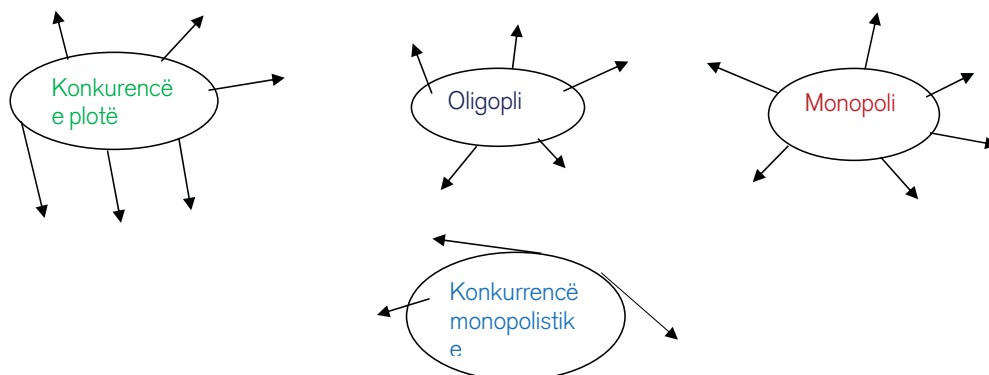 Konkurencë
e plotë
Oligopli
Monopoli
Konkurrencë
monopolistik
e